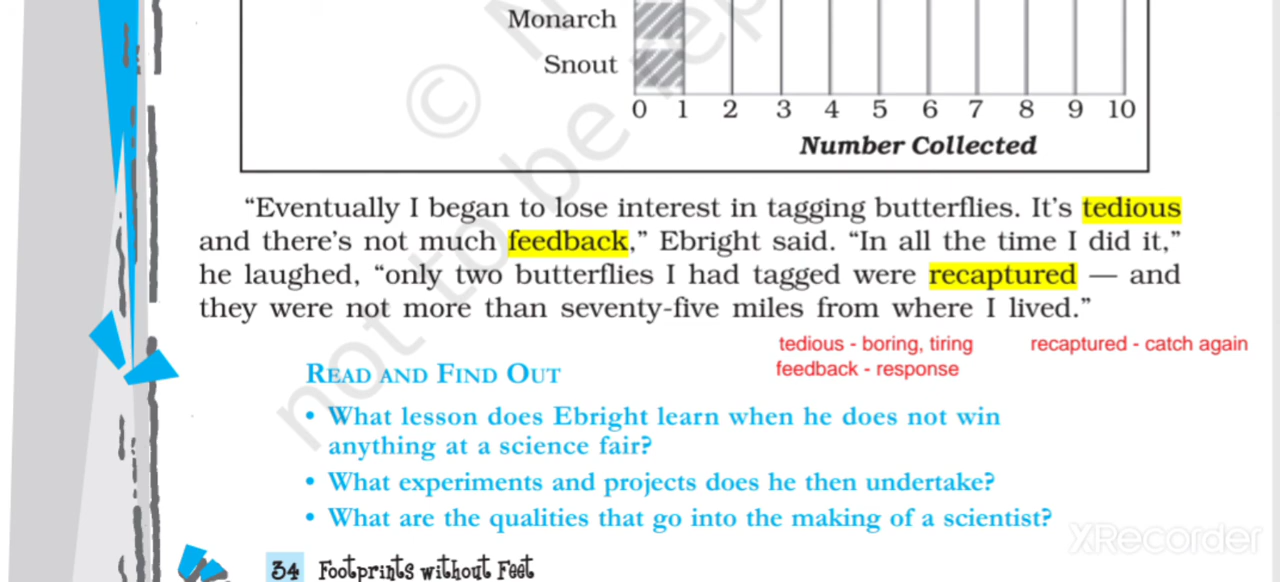 Monarch
Snout
0 1 2 3 4 5 6 7 8 9 10
Number Collected
“Eventually I began to lose interest in tagging butterflies. It’s tedious
and there’s not much feedback,” Ebright said. “In all the time I did it,”
he laughed, “only two butterflies I had tagged were recaptured — and
they were not more than seventy-five miles from where I lived.”
tedious - boring, tiring recaptured - catch again
feedback - response
READ AND FIND OUT
• What lesson does Ebright learn when he does not win
anything at a science fair?
• What experiments and projects does he then undertake?
• What are the qualities that go into the making of a scientist?
XRecorder
34 Footprints without Feet
© N
not to be rep